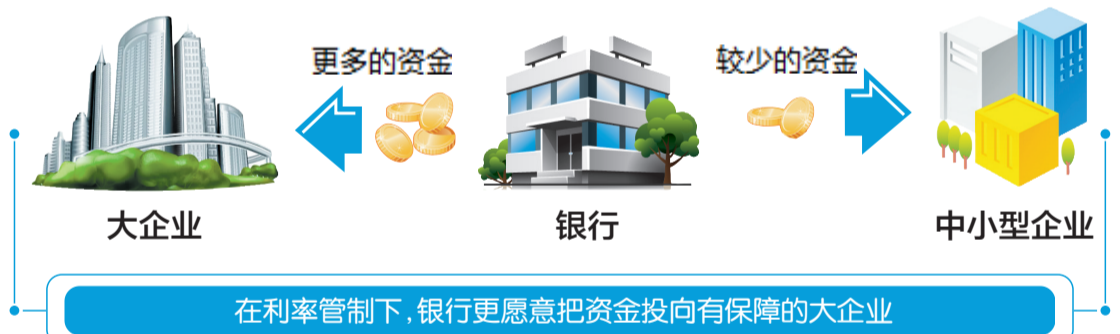 更多的资金
较少的资金
大企业
银行
中小型企业
在利率管制下,银行更愿意把资金投向有保障的大企业